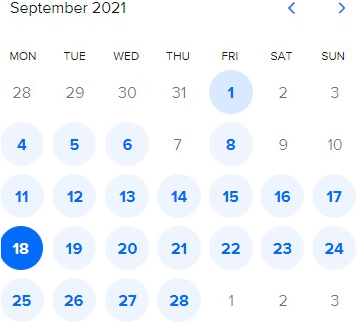 September 2021
MON TUE WED THU FRI SAT SUN
28 29 30 31 1 2 3
4 5 6 7 8 9 10
11 12 13 14 15 16 17
18 19 20 21 22 23 24
25 26 27 28 1 2 3